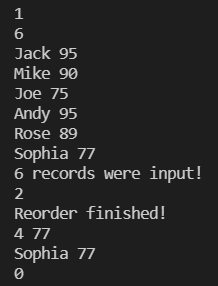 1
6
Jack 95
Mike 90
Joe 75
Andy 95
Rose 89
Sophia 77
6 records were input!
2
Reorder finished!
4 77
Sophia 77
0